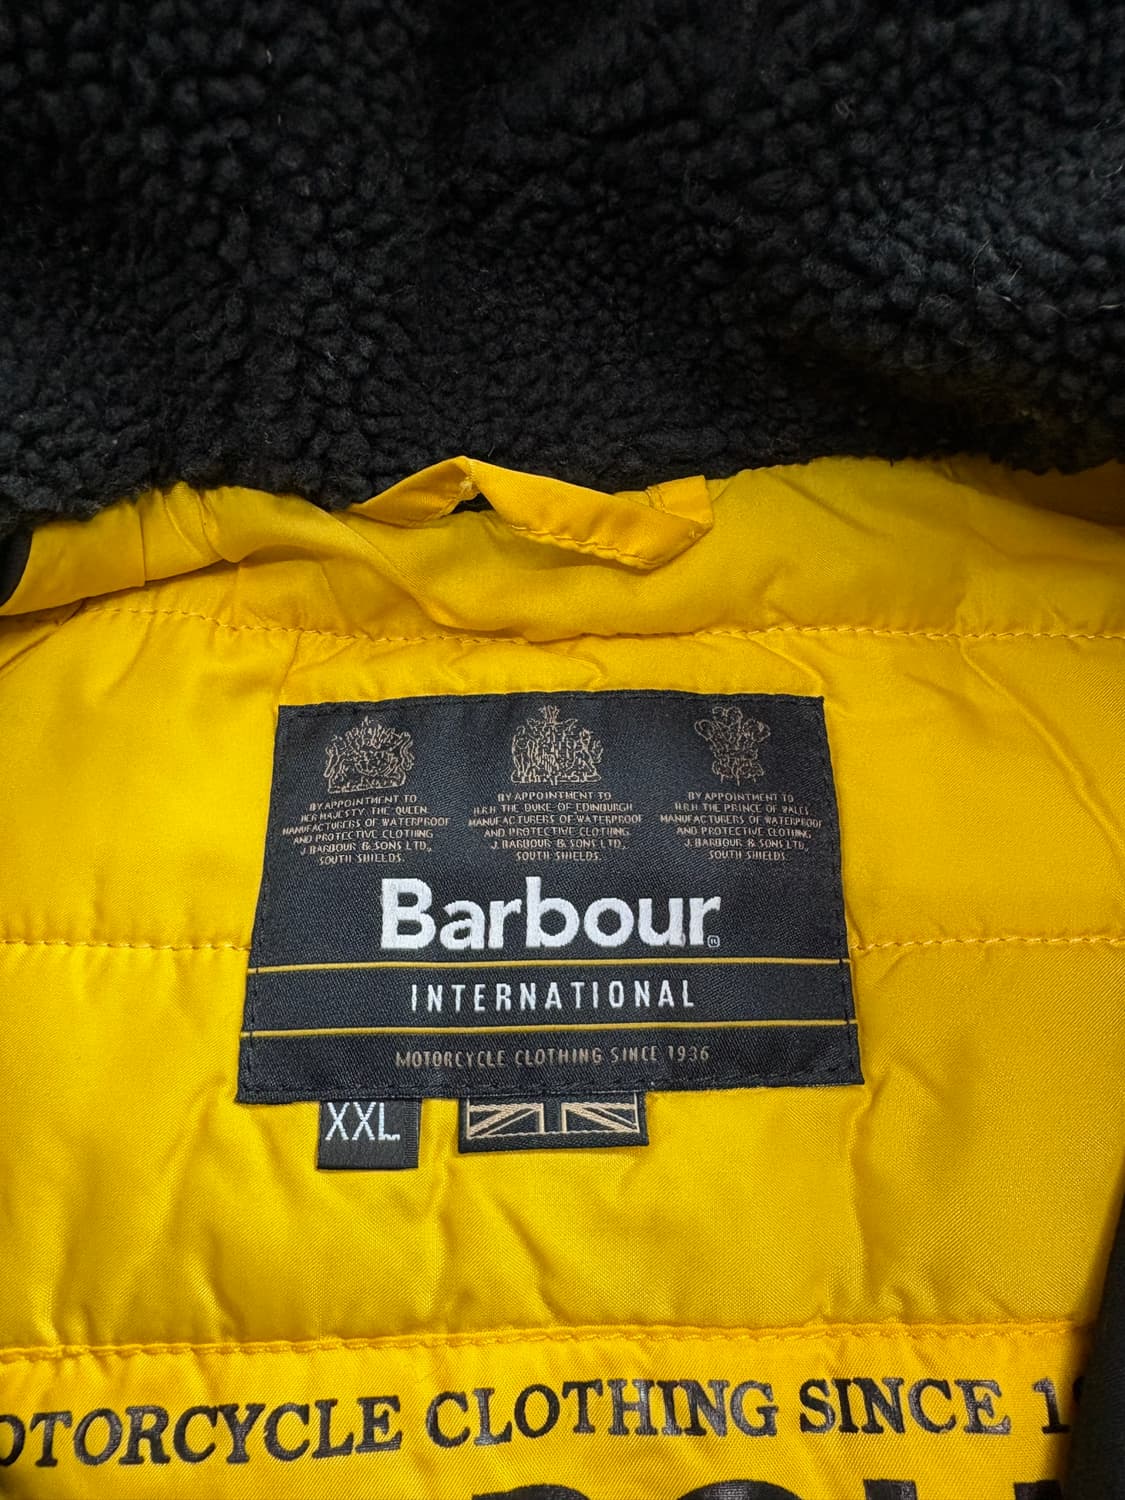 BY APPOINTMENT TO
HER MAJESTY THE QUEEN
MANUFACTURERS OF WATERPROOF
AND PROTECTIVE CLOTHING
J. BARBOUR & SONS LTD.,
SOUTH SHIELDS.
BY APPOINTMENT TO
H.R.H THE DUKE OF EDINBURGH
MANUFACTURERS OF WATERPROOF
AND PROTECTIVE CLOTHING
J. BARBOUR & SONS LTD.,
SOUTH SHIELDS.
BY APPOINTMENT TO
H.R.H THE PRINCE OF WALES
MANUFACTURERS OF WATERPROOF
AND PROTECTIVE CLOTHING
J. BARBOUR & SONS LTD.,
SOUTH SHIELDS.
Barbour®
INTERNATIONAL
MOTORCYCLE CLOTHING SINCE 1936
XXL
OTORCYCLE CLOTHING SINCE 1